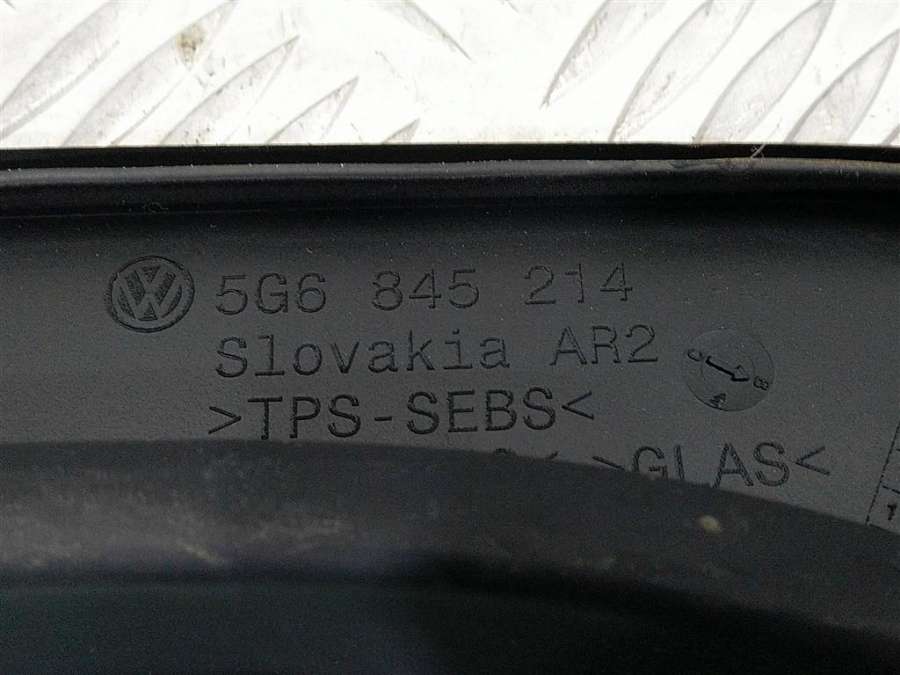 5G6 845 214
Slovakia AR2
>TPS-SEBS<
>GLAS<